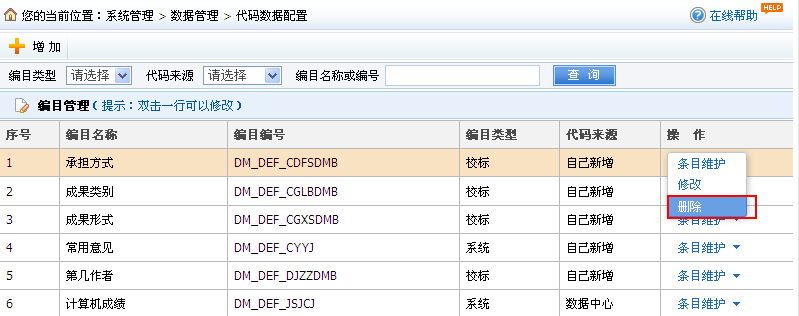 您的当前位置：系统管理 > 数据管理 > 代码数据配置 在线帮助 HELP
增 加
编目类型 请选择 代码来源 请选择 编目名称或编号 查 询
编目管理（提示：双击一行可以修改）
序号 编目名称 编目编号 编目类型 代码来源 操 作
1 承担方式 DM_DEF_CDFSDMB 校标 自己新增 条目维护
修改
2 成果类别 DM_DEF_CGLBDMB 校标 自己新增
删除
3 成果形式 DM_DEF_CGXSDMB 校标 自己新增 条目维护
4 常用意见 DM_DEF_CYYJ 系统 自己新增 条目维护
5 第几作者 DM_DEF_DJZZDMB 校标 自己新增 条目维护
6 计算机成绩 DM_DEF_JSJCJ 系统 数据中心 条目维护